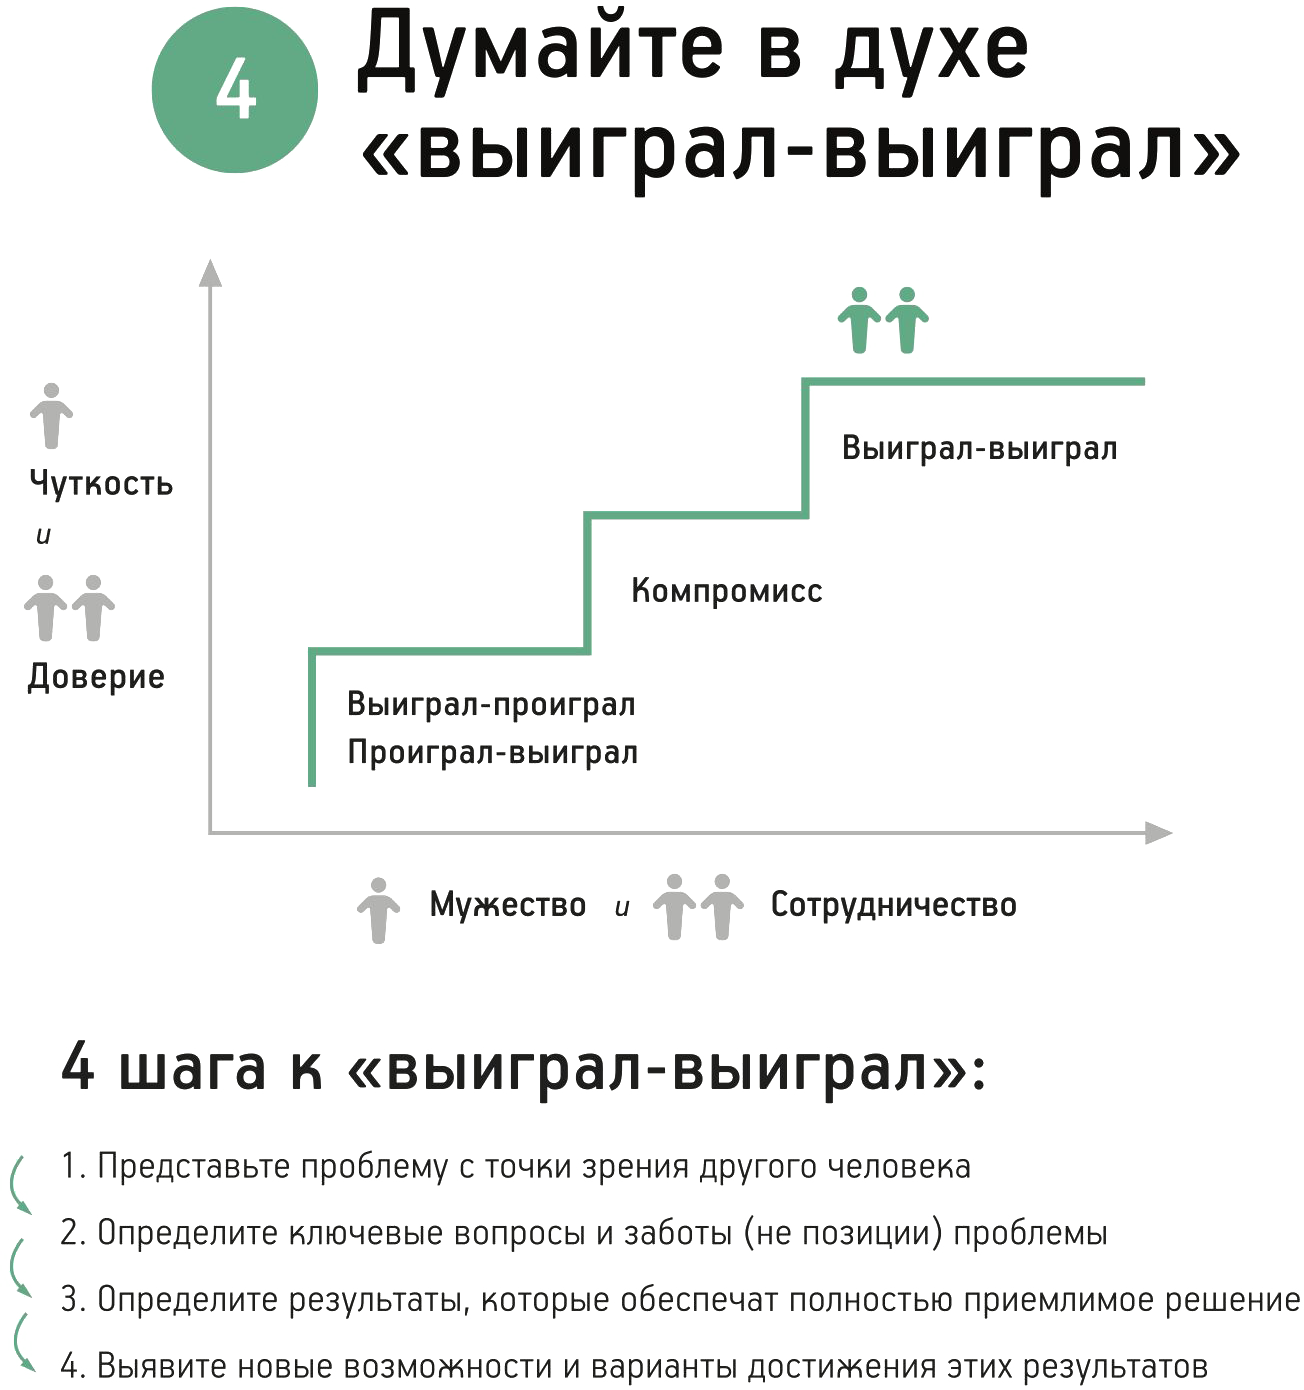 4
Думайте в духе
«выиграл-выиграл»
Выиграл-выиграл
Чуткость
и
Компромисс
Доверие
Выиграл-проиграл
Проиграл-выиграл
Мужество и Сотрудничество
4 шага к «выиграл-выиграл»:
1. Представьте проблему с точки зрения другого человека
2. Определите ключевые вопросы и заботы (не позиции) проблемы
3. Определите результаты, которые обеспечат полностью приемлимое решение
4. Выявите новые возможности и варианты достижения этих результатов